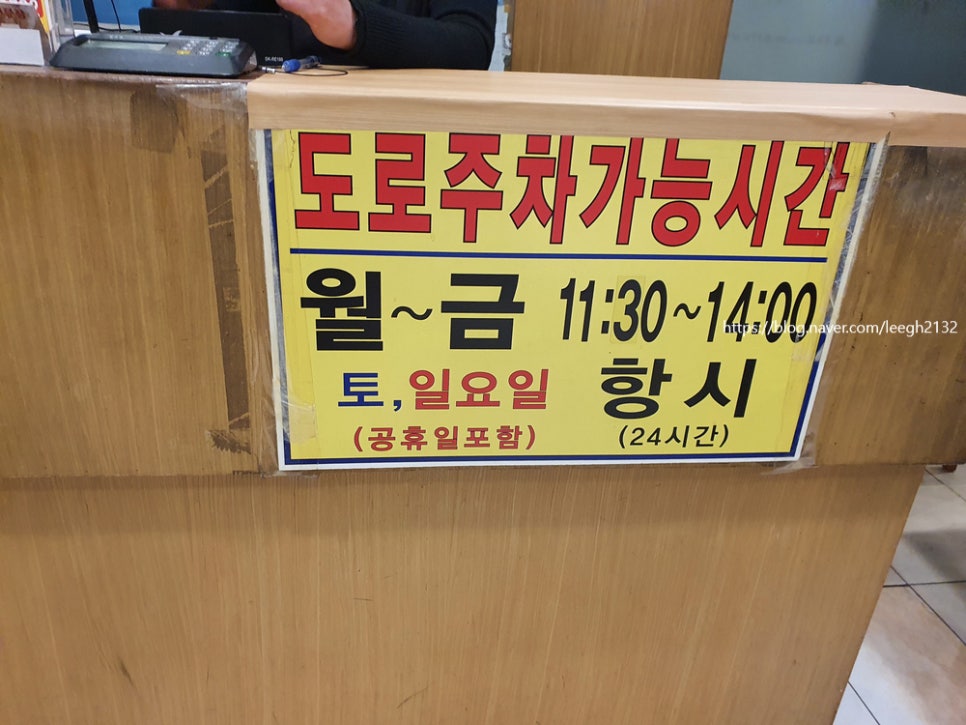 도로주차가능시간
월~금 11:30~14:00
https://blog.naver.com/leegh2132
토,일요일 항시
(공휴일포함) (24시간)